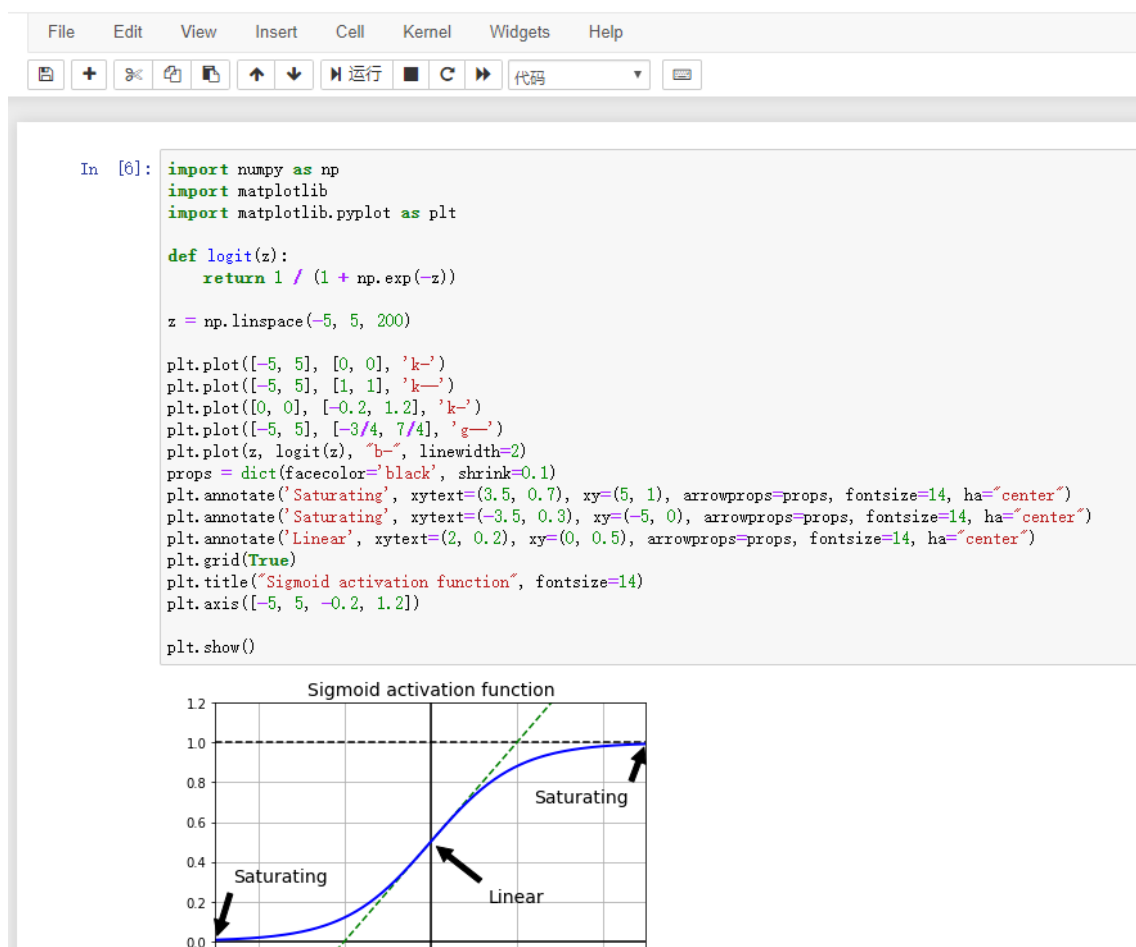 File Edit View Insert Cell Kernel Widgets Help
运行 代码
In [6]: import numpy as np
import matplotlib
import matplotlib.pyplot as plt
def logit(z):
return 1 / (1 + np.exp(-z))
z = np.linspace(-5, 5, 200)
plt.plot([-5, 5], [0, 0], 'k-')
plt.plot([-5, 5], [1, 1], 'k--')
plt.plot([0, 0], [-0.2, 1.2], 'k-')
plt.plot([-5, 5], [-3/4, 7/4], 'g--')
plt.plot(z, logit(z), "b-", linewidth=2)
props = dict(facecolor='black', shrink=0.1)
plt.annotate('Saturating', xytext=(3.5, 0.7), xy=(5, 1), arrowprops=props, fontsize=14, ha="center")
plt.annotate('Saturating', xytext=(-3.5, 0.3), xy=(-5, 0), arrowprops=props, fontsize=14, ha="center")
plt.annotate('Linear', xytext=(2, 0.2), xy=(0, 0.5), arrowprops=props, fontsize=14, ha="center")
plt.grid(True)
plt.title("Sigmoid activation function", fontsize=14)
plt.axis([-5, 5, -0.2, 1.2])
plt.show()
Sigmoid activation function
1.2
1.0
0.8
Saturating
0.6
0.4
Saturating
Linear
0.2
0.0